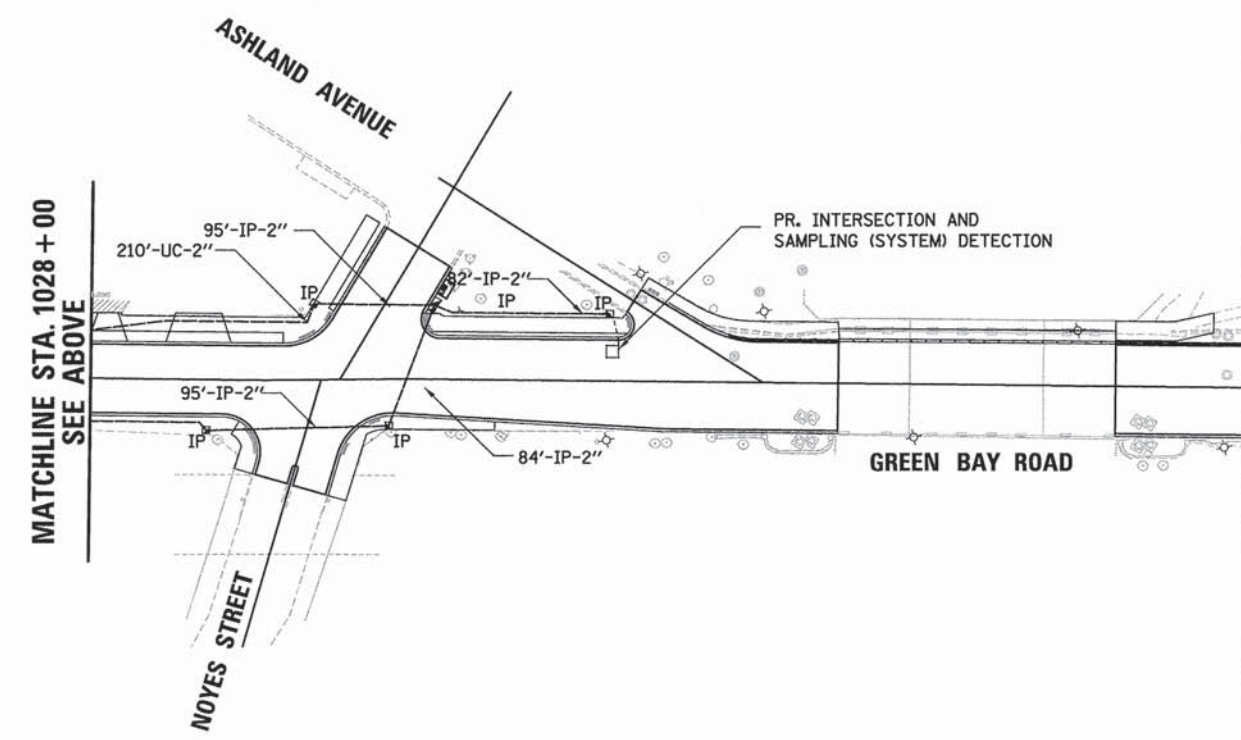 ASHLAND AVENUE
MATCHLINE STA. 1028 + 00
SEE ABOVE
95'-IP-2"
210'-UC-2"
IP
82'-IP-2"
IP
IP
PR. INTERSECTION AND
SAMPLING (SYSTEM) DETECTION
95'-IP-2"
IP
IP
84'-IP-2"
GREEN BAY ROAD
NOYES STREET